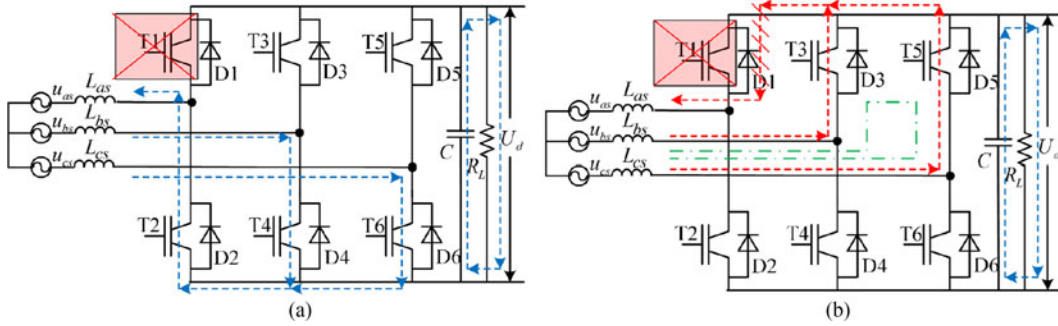 T1 D1 T3 D3 T5 D5
u_as L_as
u_bs L_bs
u_cs L_cs
C R_L U_d
T2 D2 T4 D4 T6 D6
(a)
T1 D1 T3 D3 T5 D5
u_as L_as
u_bs L_bs
u_cs L_cs
C R_L U_d
T2 D2 T4 D4 T6 D6
(b)